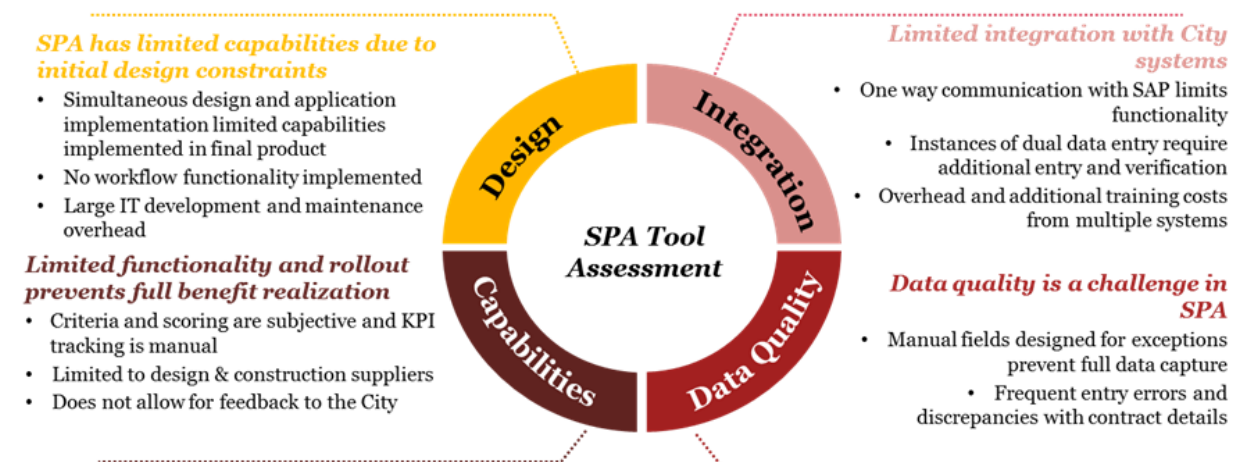 SPA has limited capabilities due to
initial design constraints
• Simultaneous design and application
implementation limited capabilities
implemented in final product
• No workflow functionality implemented
• Large IT development and maintenance
overhead
Limited functionality and rollout
prevents full benefit realization
• Criteria and scoring are subjective and KPI
tracking is manual
• Limited to design & construction suppliers
• Does not allow for feedback to the City
Design
Integration
SPA Tool
Assessment
Capabilities
Data Quality
Limited integration with City
systems
• One way communication with SAP limits
functionality
• Instances of dual data entry require
additional entry and verification
• Overhead and additional training costs
from multiple systems
Data quality is a challenge in
SPA
• Manual fields designed for exceptions
prevent full data capture
• Frequent entry errors and
discrepancies with contract details